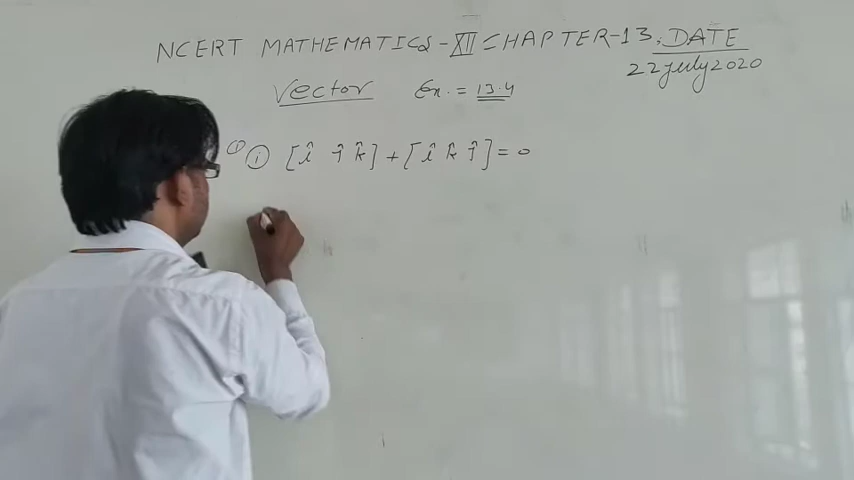 NCERT MATHEMATICS-XII CHAPTER-13. DATE
22 july 2020
Vector Ex. = 13.4
① ⓘ [î ĵ k̂] + [î k̂ ĵ] = 0